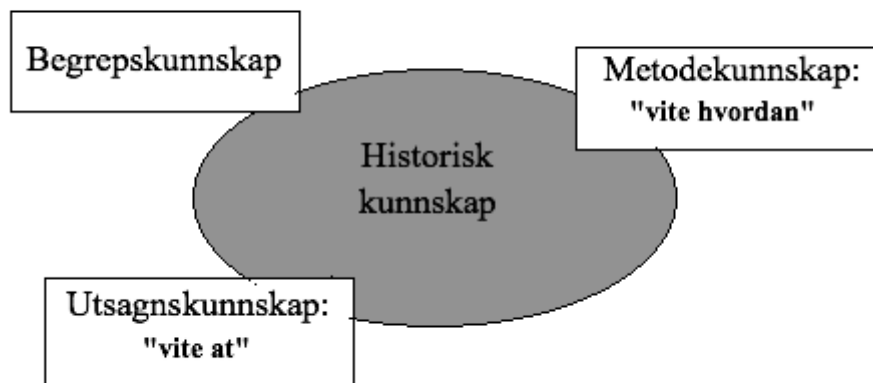 Begrepskunnskap
Metodekunnskap:
"vite hvordan"
Historisk
kunnskap
Utsagnskunnskap:
"vite at"